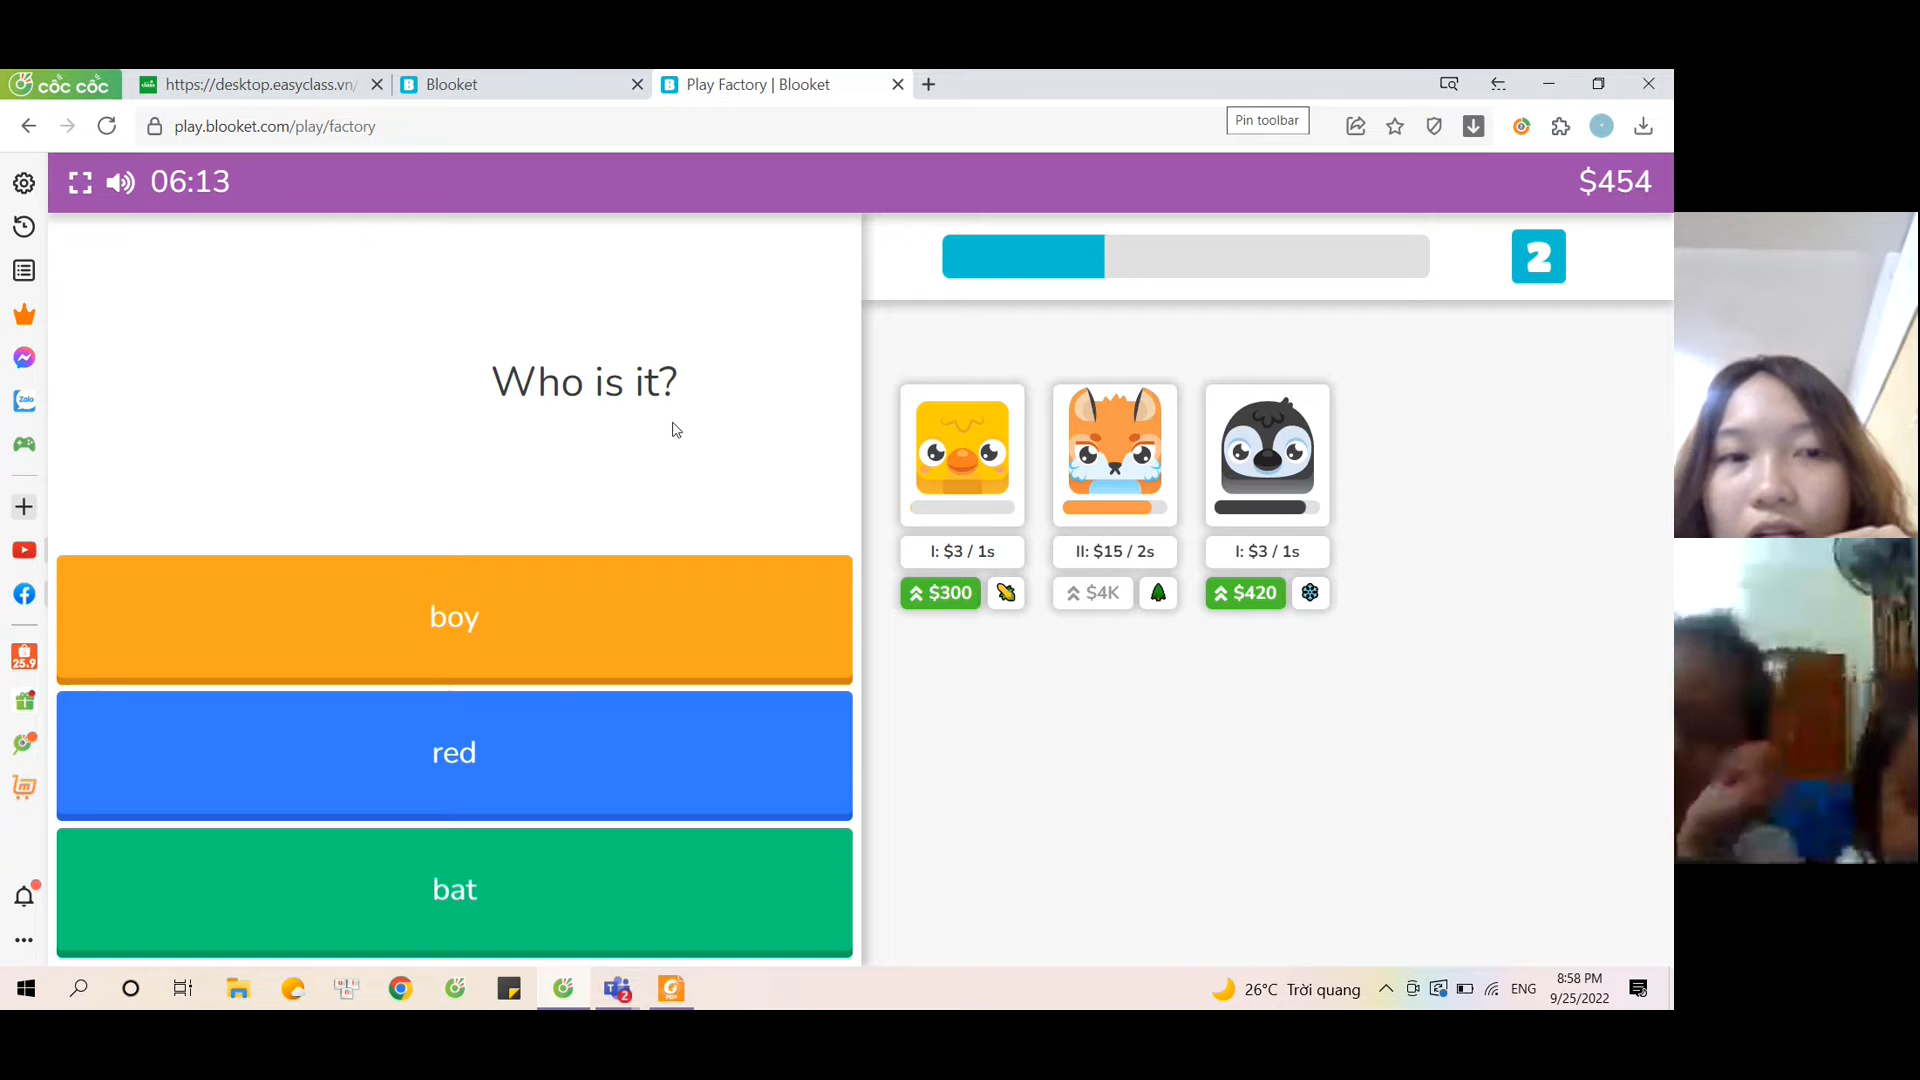 cốc cốc
https://desktop.easyclass.vn/
Blooket
Play Factory | Blooket
play.blooket.com/play/factory
Pin toolbar
06:13
$454
2
Who is it?
I: $3 / 1s
II: $15 / 2s
I: $3 / 1s
$300
$4K
$420
boy
red
bat
Zalo
25.9
2
26°C Trời quang
ENG
8:58 PM
9/25/2022